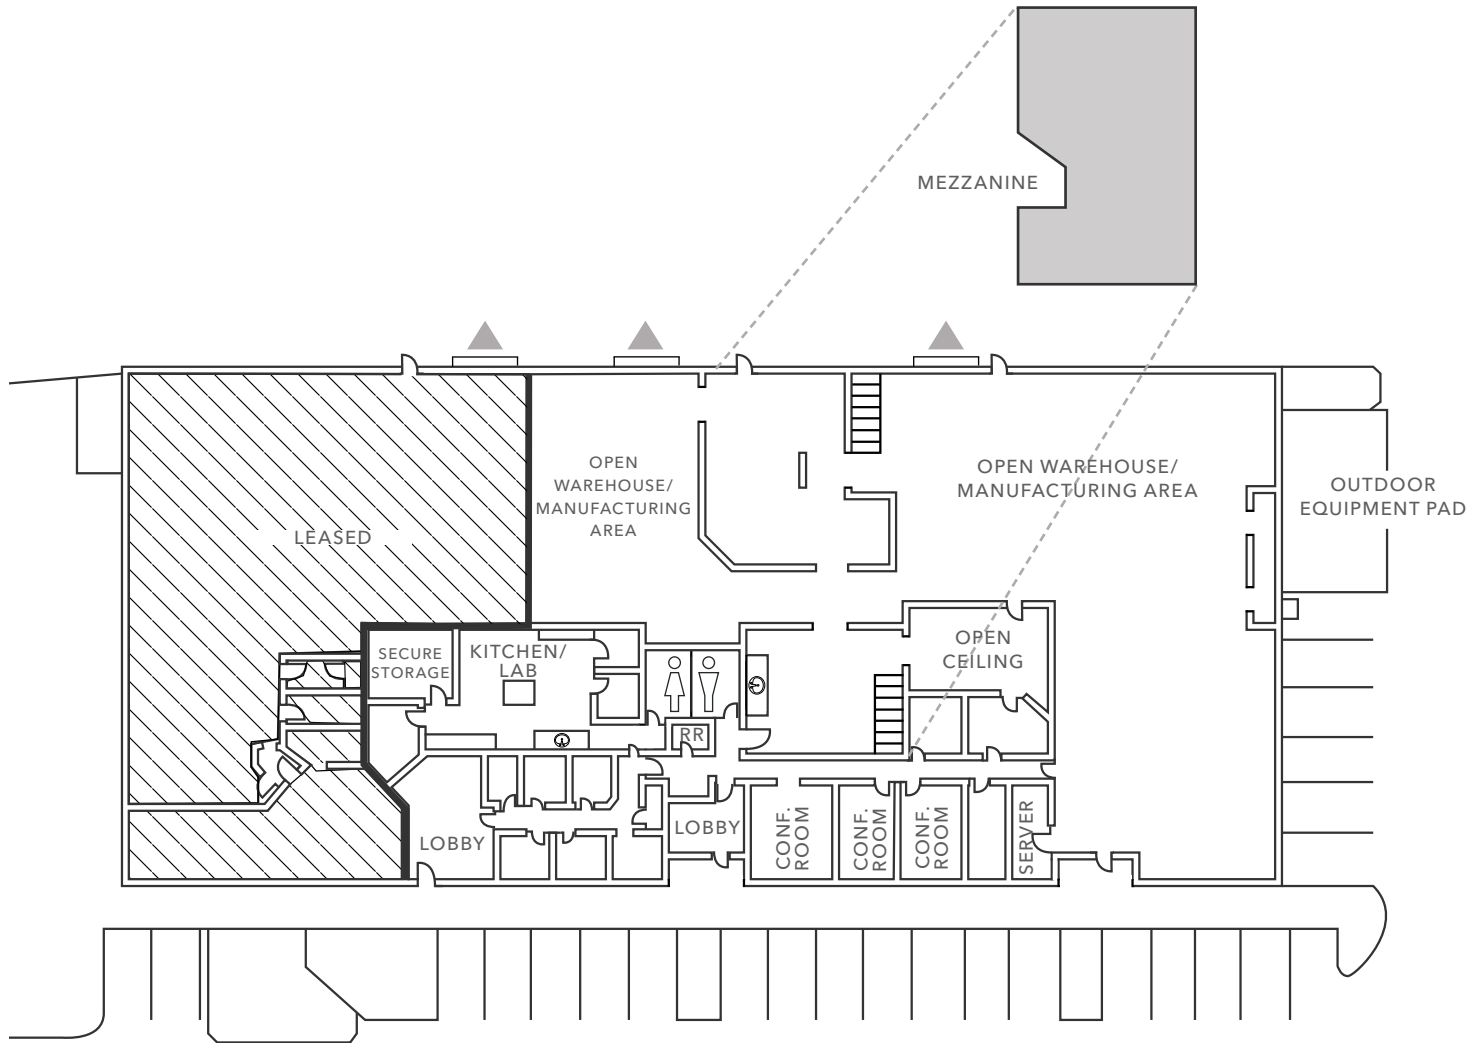 MEZZANINE
OPEN
WAREHOUSE/
MANUFACTURING
AREA
OPEN WAREHOUSE/
MANUFACTURING AREA
OUTDOOR
EQUIPMENT PAD
LEASED
SECURE
STORAGE
KITCHEN/
LAB
OPEN
CEILING
RR
LOBBY
LOBBY
CONF.
ROOM
CONF.
ROOM
CONF.
ROOM
SERVER